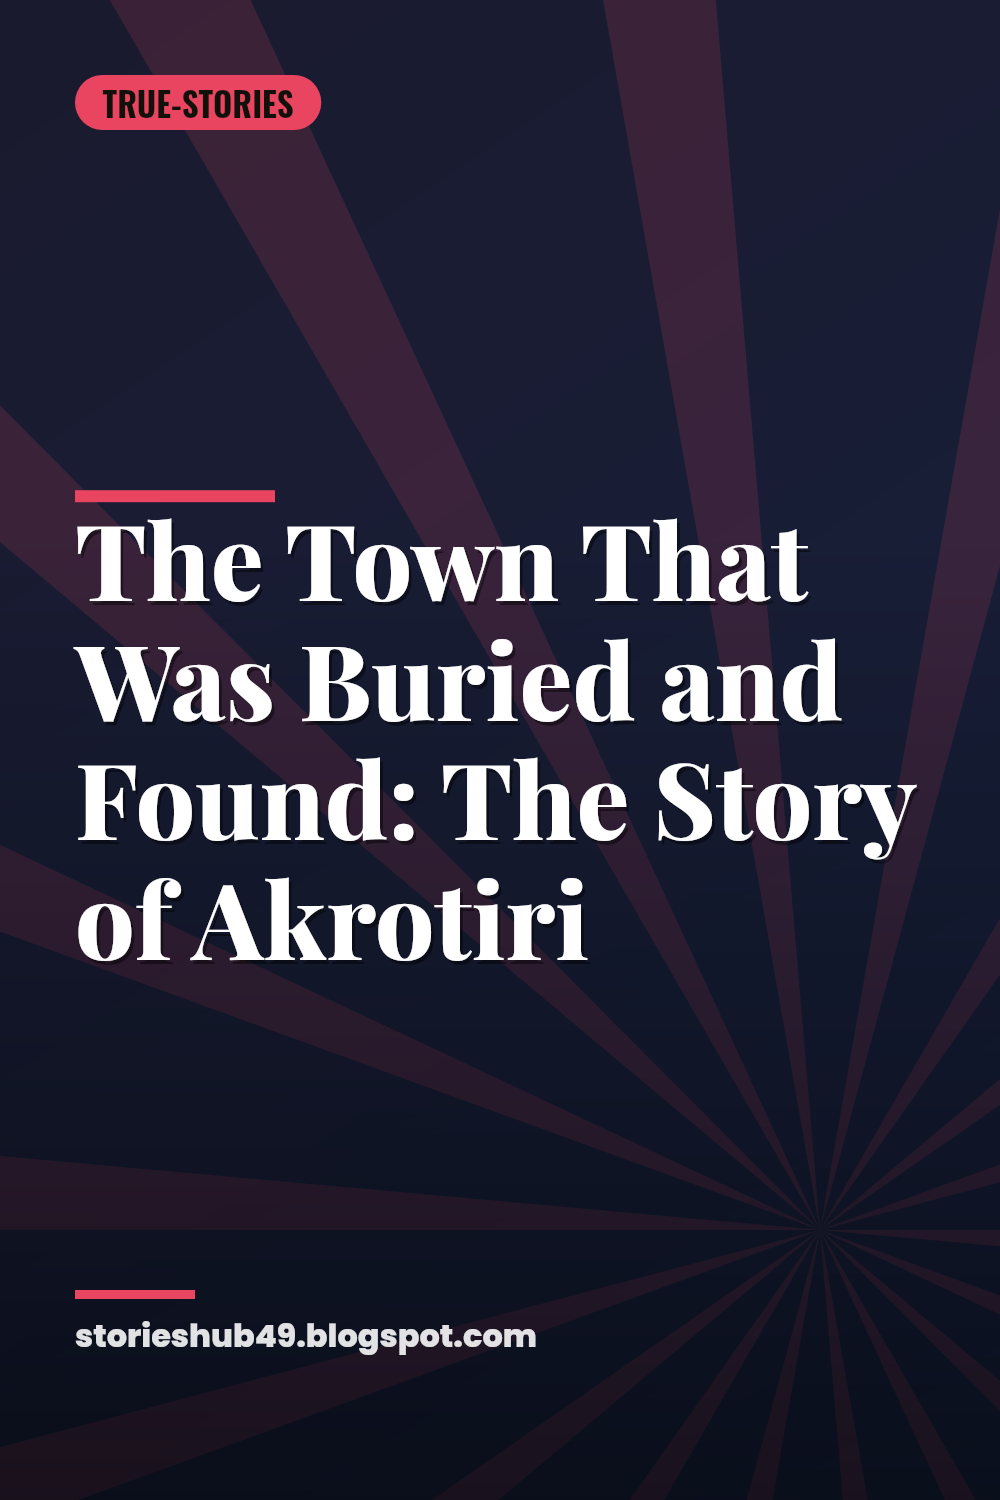 TRUE-STORIES
The Town That
Was Buried and
Found: The Story
of Akrotiri
storieshub49.blogspot.com